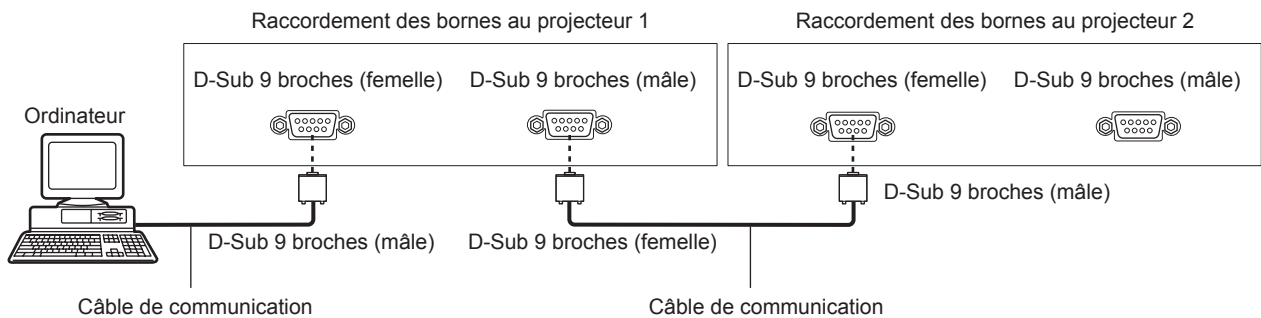 Raccordement des bornes au projecteur 1
Raccordement des bornes au projecteur 2
D-Sub 9 broches (femelle)
D-Sub 9 broches (mâle)
D-Sub 9 broches (femelle)
D-Sub 9 broches (mâle)
Ordinateur
D-Sub 9 broches (mâle)
D-Sub 9 broches (mâle)
D-Sub 9 broches (femelle)
Câble de communication
Câble de communication